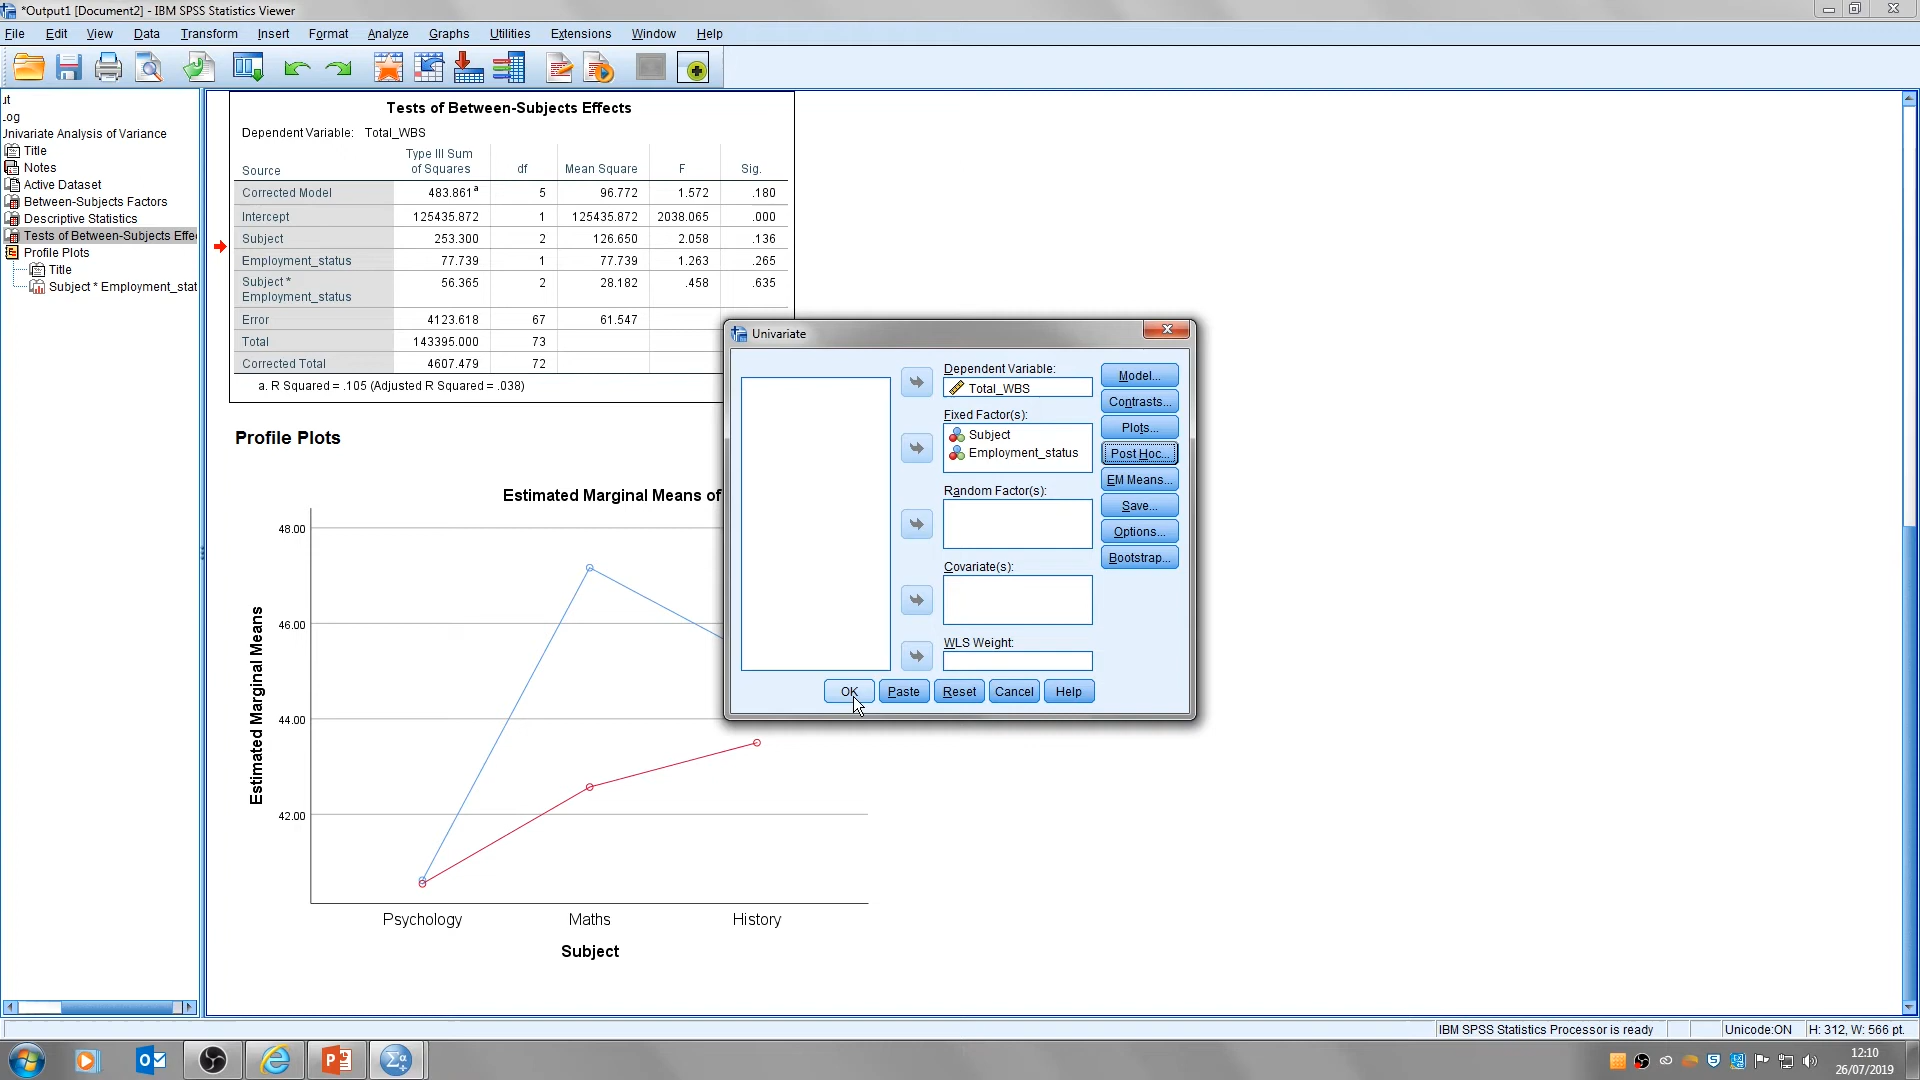 *Output1 [Document2] - IBM SPSS Statistics Viewer
File Edit View Data Transform Insert Format Analyze Graphs Utilities Extensions Window Help
ut
Log
Univariate Analysis of Variance
Title
Notes
Active Dataset
Between-Subjects Factors
Descriptive Statistics
Tests of Between-Subjects Effe
Profile Plots
Title
Subject * Employment_stat
Tests of Between-Subjects Effects
Dependent Variable: Total_WBS
Source Type III Sum of Squares df Mean Square F Sig.
Corrected Model 483.861a 5 96.772 1.572 .180
Intercept 125435.872 1 125435.872 2038.065 .000
Subject 253.300 2 126.650 2.058 .136
Employment_status 77.739 1 77.739 1.263 .265
Subject * Employment_status 56.365 2 28.182 .458 .635
Error 4123.618 67 61.547
Total 143395.000 73
Corrected Total 4607.479 72
a. R Squared = .105 (Adjusted R Squared = .038)
Profile Plots
Estimated Marginal Means of
Estimated Marginal Means
48.00
46.00
44.00
42.00
Psychology Maths History
Subject
Univariate
Dependent Variable:
Total_WBS
Fixed Factor(s):
Subject
Employment_status
Random Factor(s):
Covariate(s):
WLS Weight:
Model...
Contrasts...
Plots...
Post Hoc...
EM Means...
Save...
Options...
Bootstrap...
OK Paste Reset Cancel Help
IBM SPSS Statistics Processor is ready Unicode:ON H: 312, W: 566 pt.
12:10
26/07/2019